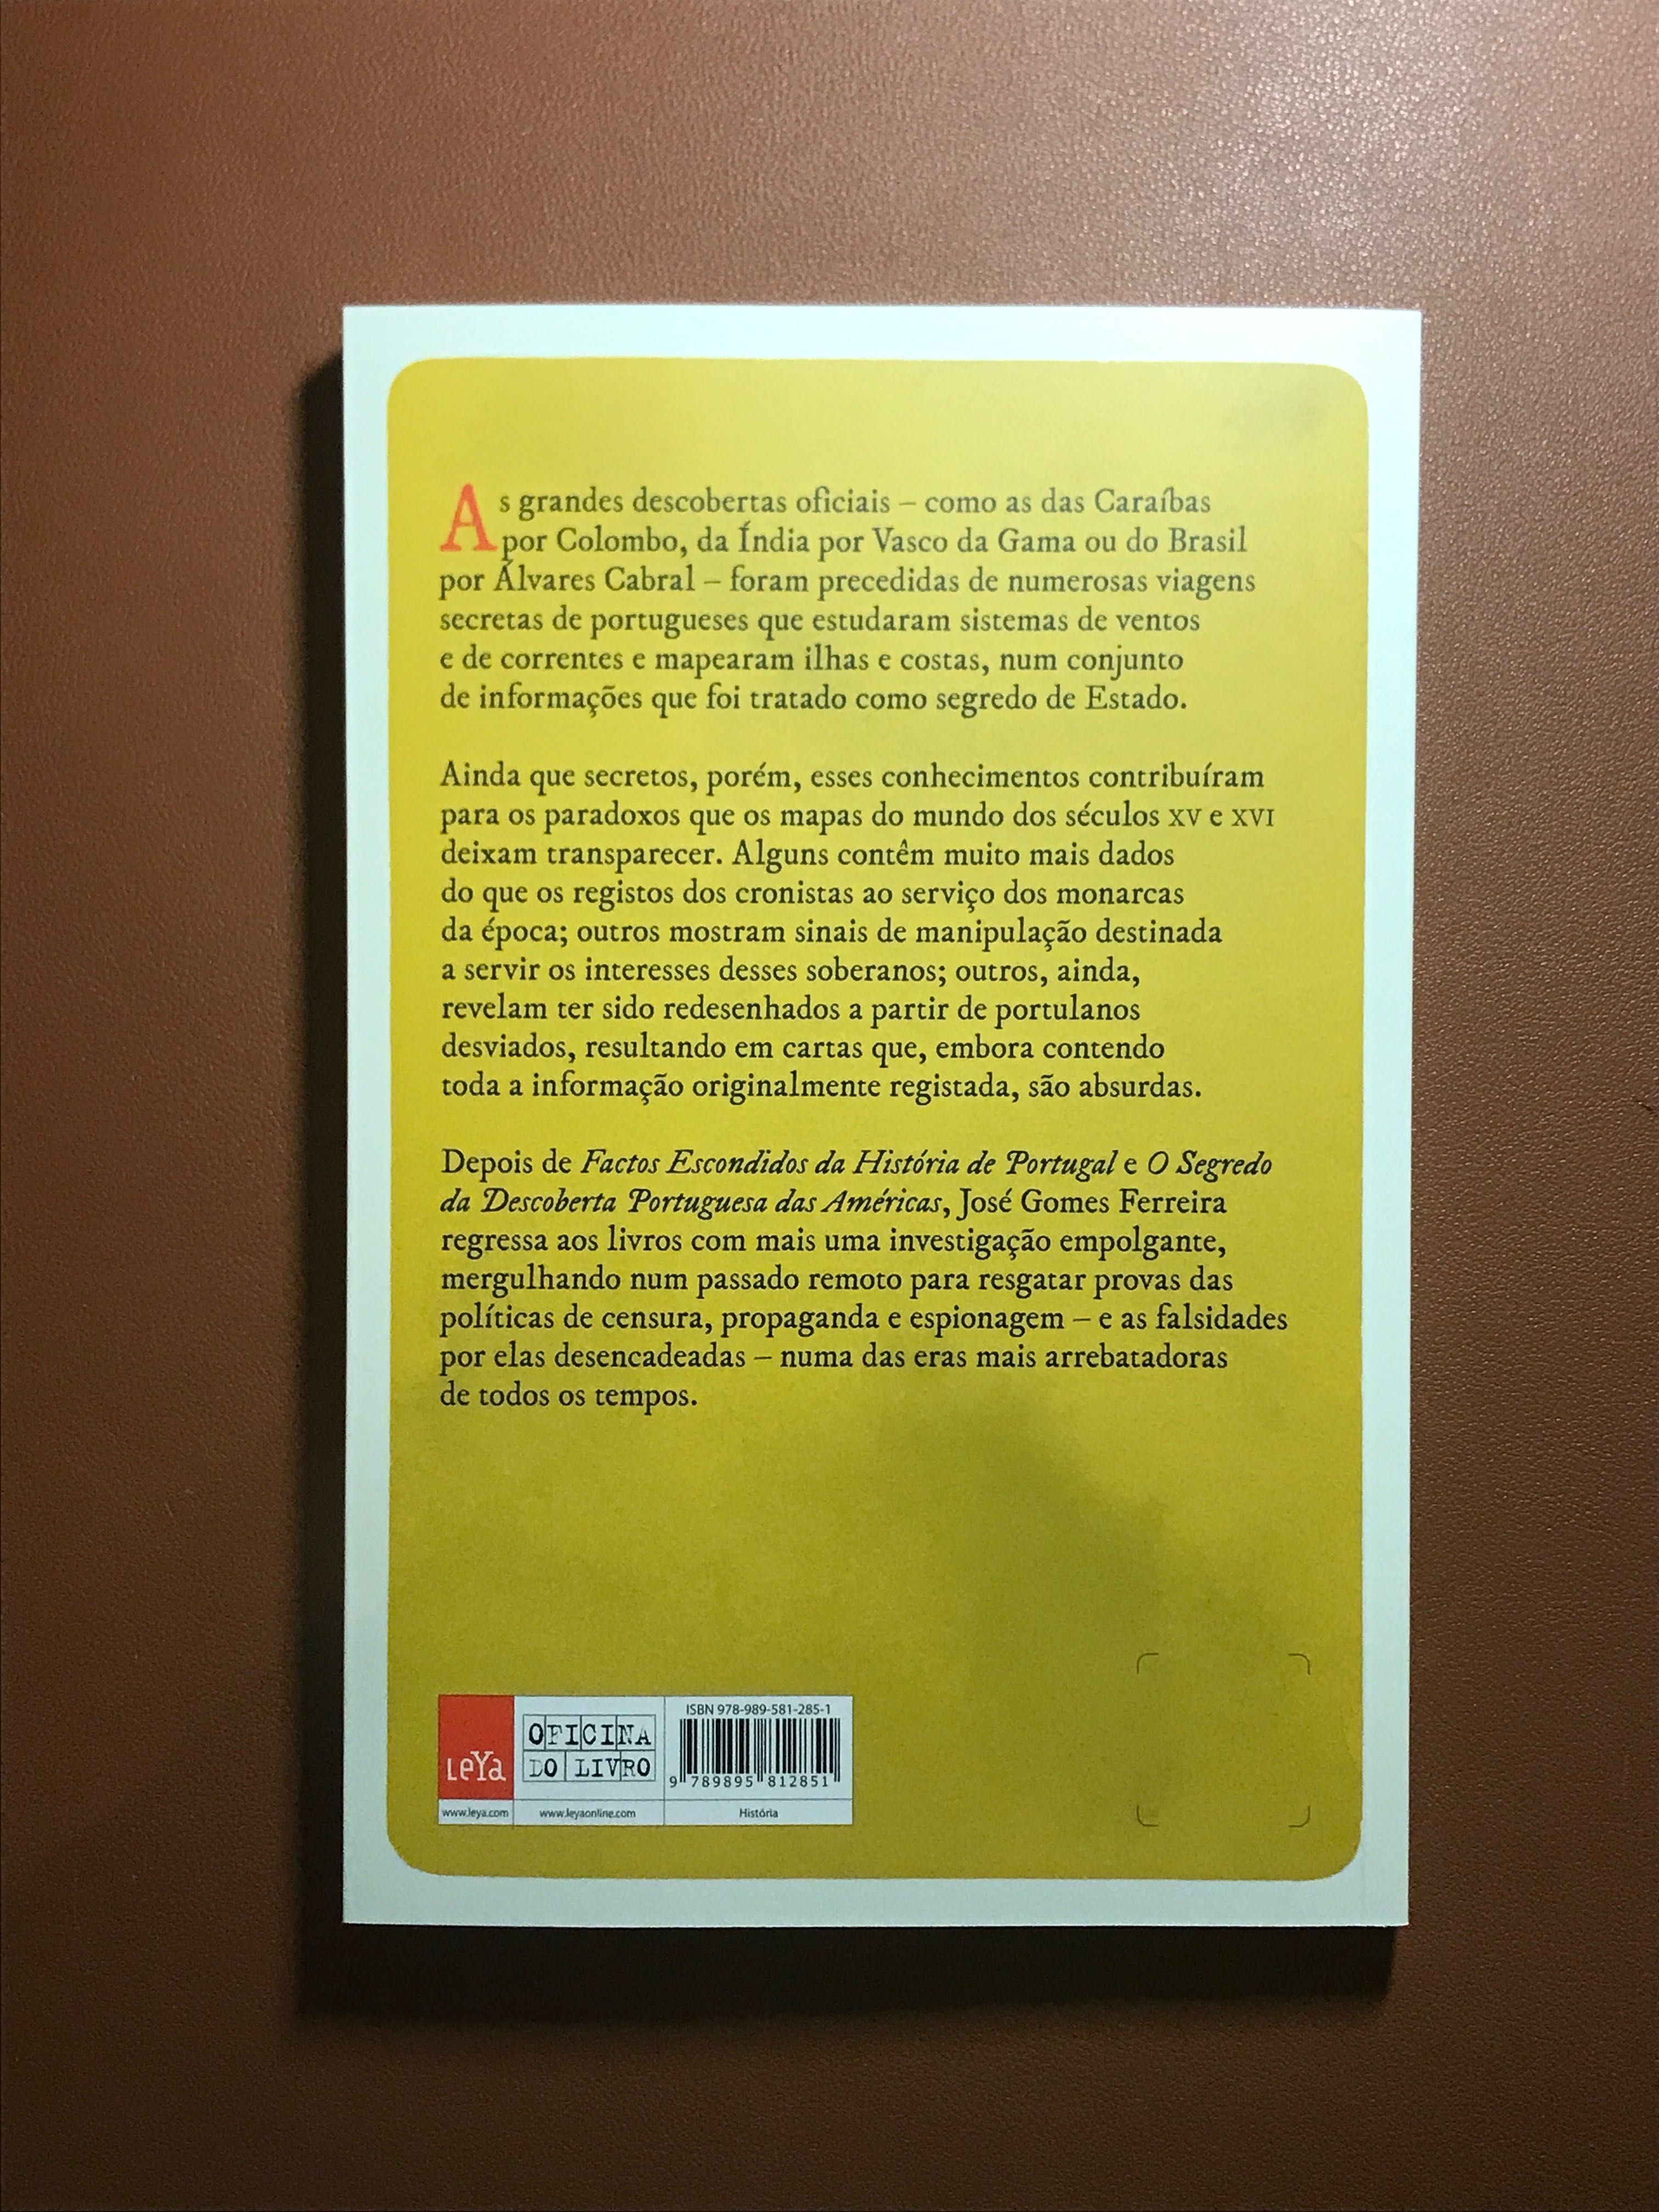 As grandes descobertas oficiais – como as das Caraíbas
por Colombo, da Índia por Vasco da Gama ou do Brasil
por Álvares Cabral – foram precedidas de numerosas viagens
secretas de portugueses que estudaram sistemas de ventos
e de correntes e mapearam ilhas e costas, num conjunto
de informações que foi tratado como segredo de Estado.
Ainda que secretos, porém, esses conhecimentos contribuíram
para os paradoxos que os mapas do mundo dos séculos XV e XVI
deixam transparecer. Alguns contêm muito mais dados
do que os registos dos cronistas ao serviço dos monarcas
da época; outros mostram sinais de manipulação destinada
a servir os interesses desses soberanos; outros, ainda,
revelam ter sido redesenhados a partir de portulanos
desviados, resultando em cartas que, embora contendo
toda a informação originalmente registada, são absurdas.
Depois de Factos Escondidos da História de Portugal e O Segredo
da Descoberta Portuguesa das Américas, José Gomes Ferreira
regressa aos livros com mais uma investigação empolgante,
mergulhando num passado remoto para resgatar provas das
políticas de censura, propaganda e espionagem – e as falsidades
por elas desencadeadas – numa das eras mais arrebatadoras
de todos os tempos.
LeYa
www.leya.com
OFICINA
DO LIVRO
www.leyaonline.com
ISBN 978-989-581-285-1
9 789895 812851
História